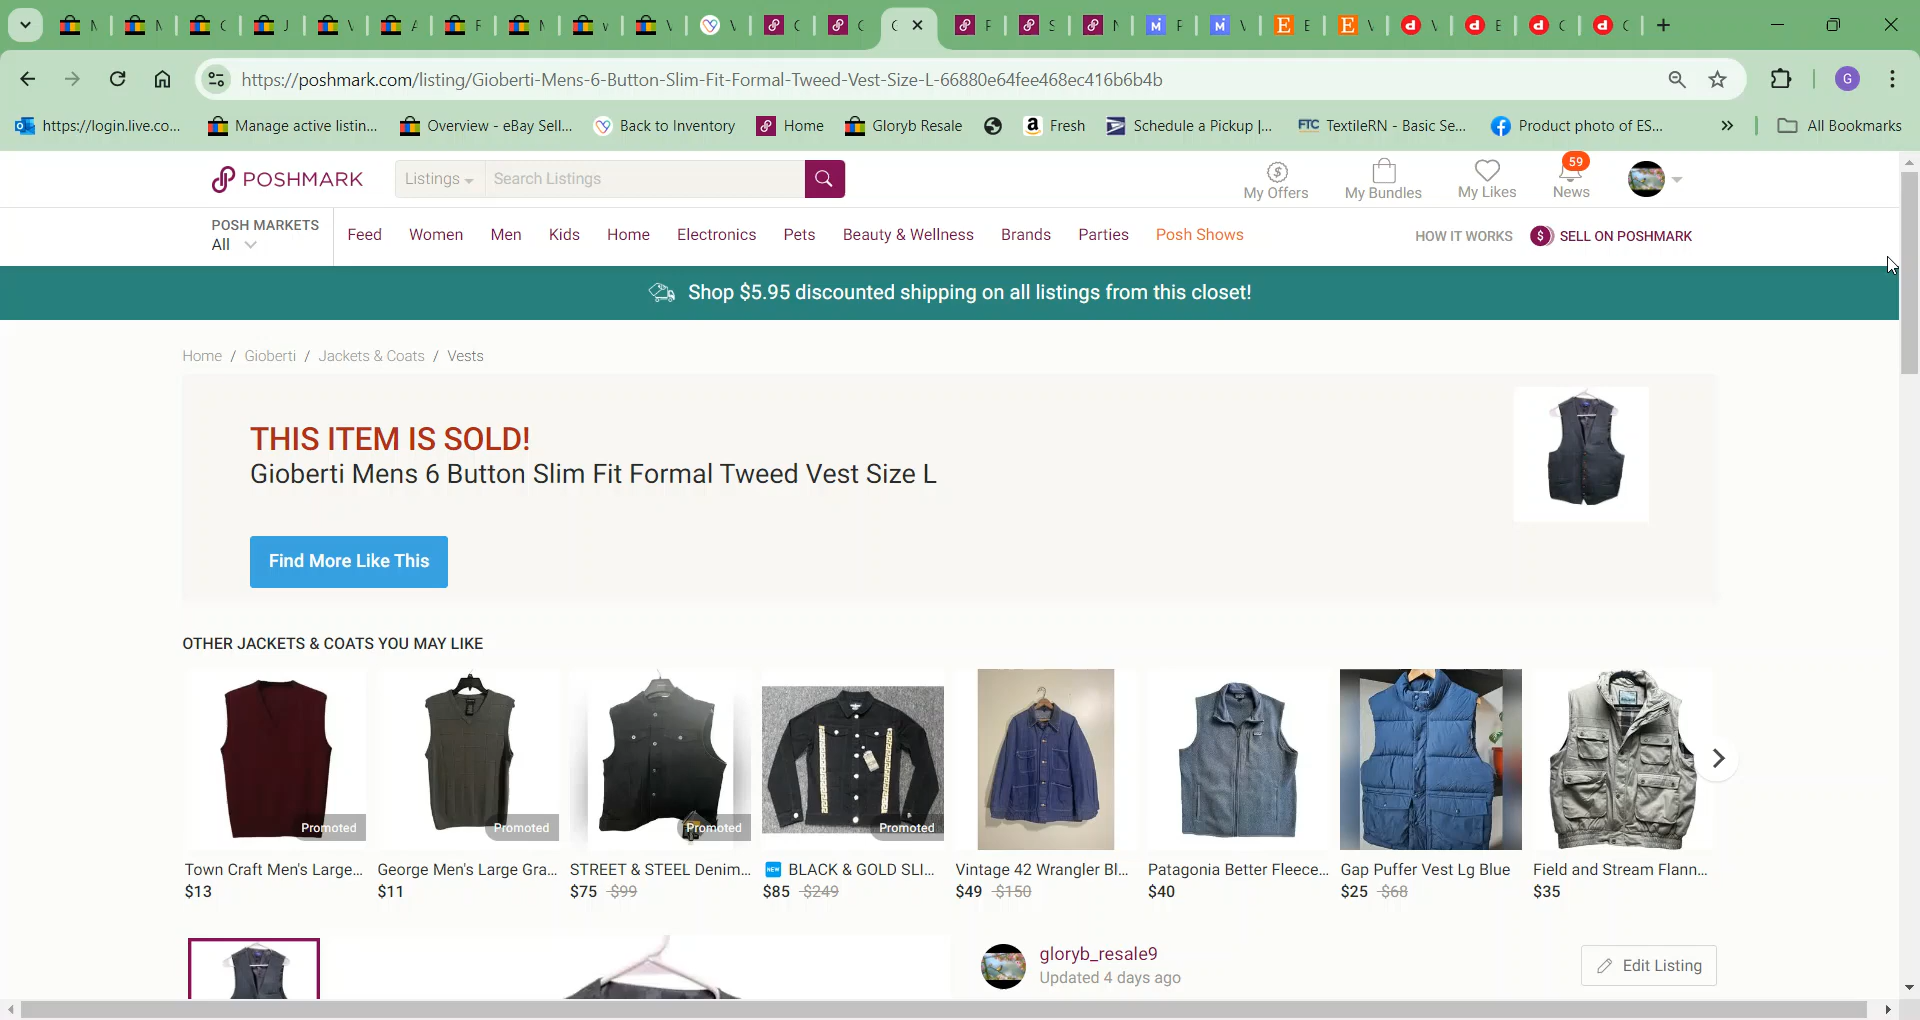 https://poshmark.com/listing/Gioberti-Mens-6-Button-Slim-Fit-Formal-Tweed-Vest-Size-L-66880e64fee468ec416b6b4b
G
https://login.live.co... Manage active listin... Overview - eBay Sell... Back to Inventory Home Gloryb Resale Fresh Schedule a Pickup |... FTC TextileRN - Basic Se... Product photo of ES... » All Bookmarks
POSHMARK Listings Search Listings My Offers My Bundles My Likes 59 News
POSH MARKETS
All
Feed Women Men Kids Home Electronics Pets Beauty & Wellness Brands Parties Posh Shows HOW IT WORKS $ SELL ON POSHMARK
Shop $5.95 discounted shipping on all listings from this closet!
Home / Gioberti / Jackets & Coats / Vests
THIS ITEM IS SOLD!
Gioberti Mens 6 Button Slim Fit Formal Tweed Vest Size L
Find More Like This
OTHER JACKETS & COATS YOU MAY LIKE
Promoted Promoted Promoted Promoted
Town Craft Men's Large... George Men's Large Gra... STREET & STEEL Denim... NEW BLACK & GOLD SLI... Vintage 42 Wrangler Bl... Patagonia Better Fleece... Gap Puffer Vest Lg Blue Field and Stream Flann...
$13 $11 $75 $99 $85 $249 $49 $150 $40 $25 $68 $35
gloryb_resale9
Updated 4 days ago
Edit Listing